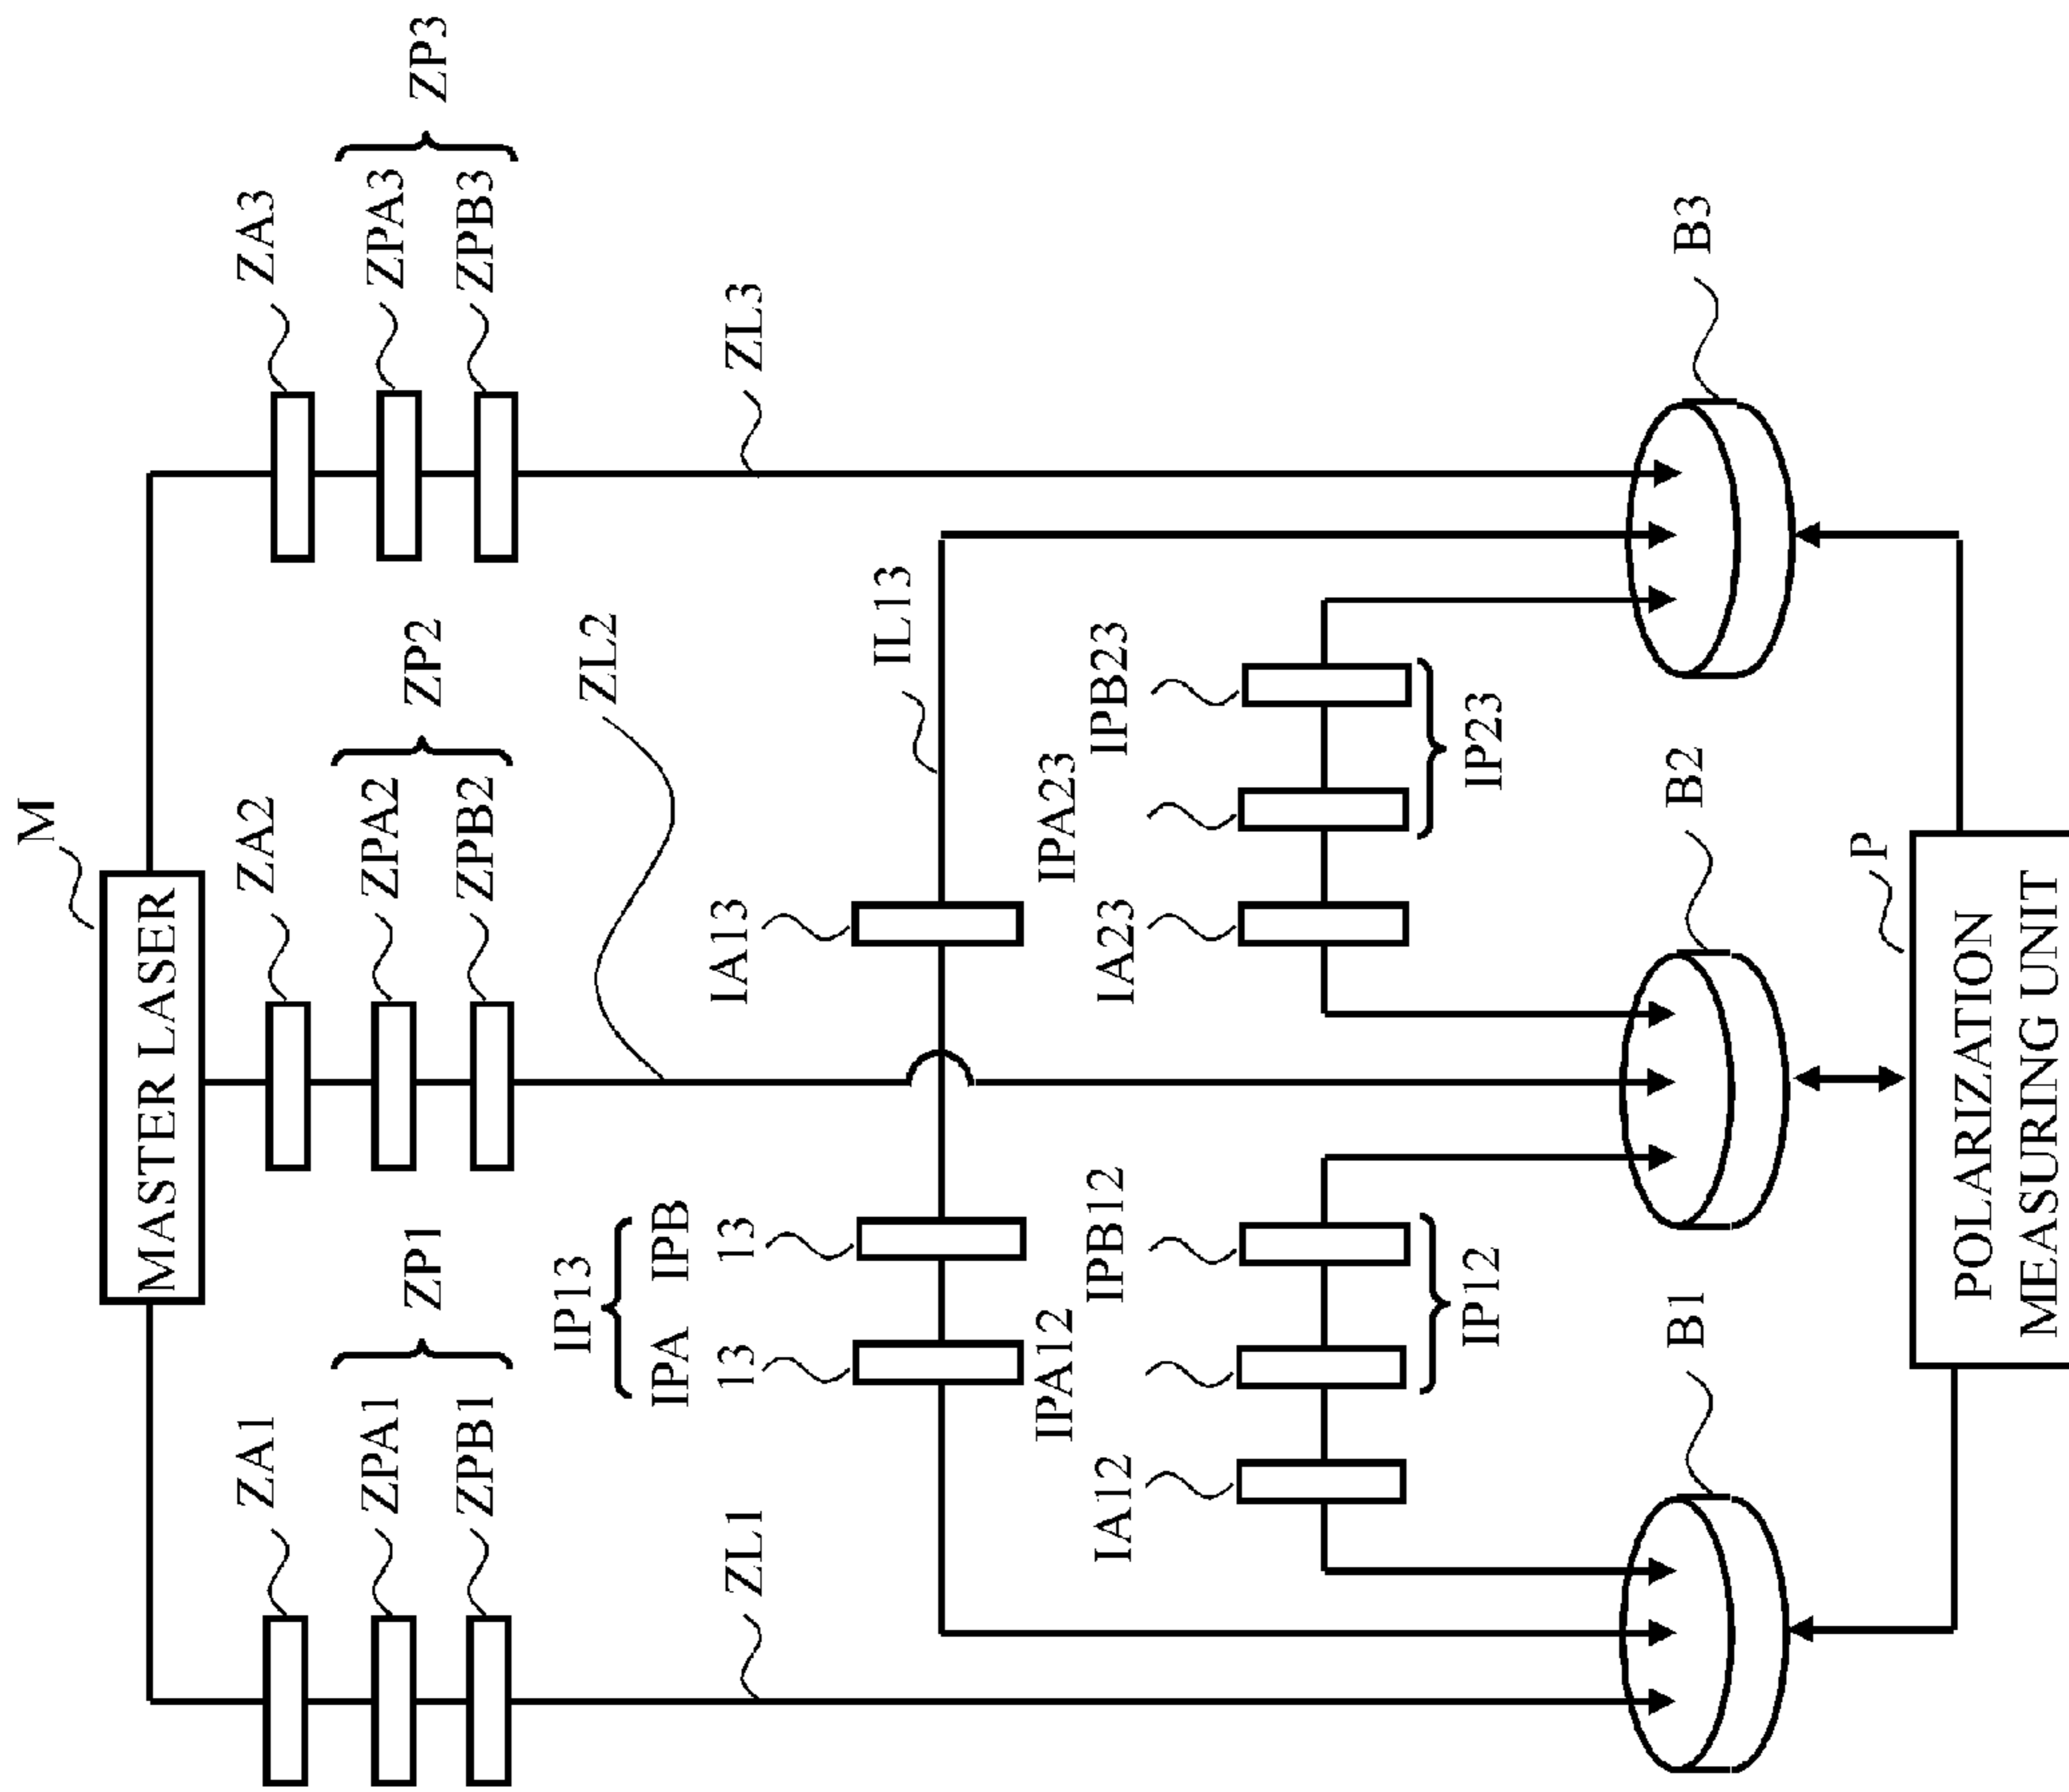 M
MASTER LASER
ZA1
ZA2
ZA3
ZPA1
ZPB1
ZP1
ZPA2
ZPB2
ZP2
ZPA3
ZPB3
ZP3
ZL1
ZL2
ZL3
IP13
IPA
13
IPB
13
IA13
IL13
IA12
IPA12
IPB12
IP12
IA23
IPA23
IPB23
IP23
B1
B2
B3
P
POLARIZATION
MEASURING UNIT